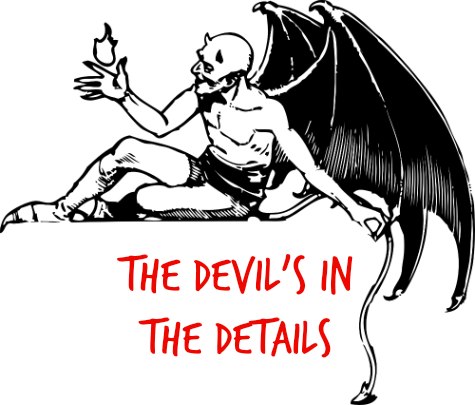 THE DEVIL'S IN
THE DETAILS